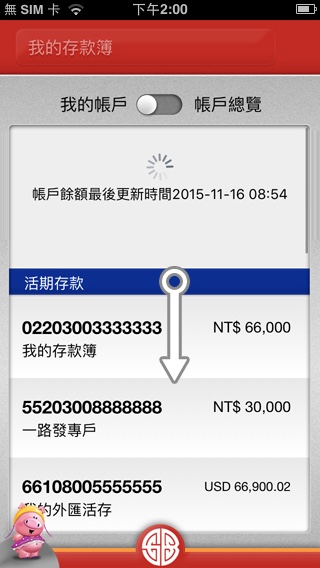 無 SIM 卡 下午2:00
我的存款簿
我的帳戶 帳戶總覽
帳戶餘額最後更新時間2015-11-16 08:54
活期存款
02203003333333 NT$ 66,000
我的存款簿
55203008888888 NT$ 30,000
一路發專戶
66108005555555 USD 66,900.02
我的外匯活存